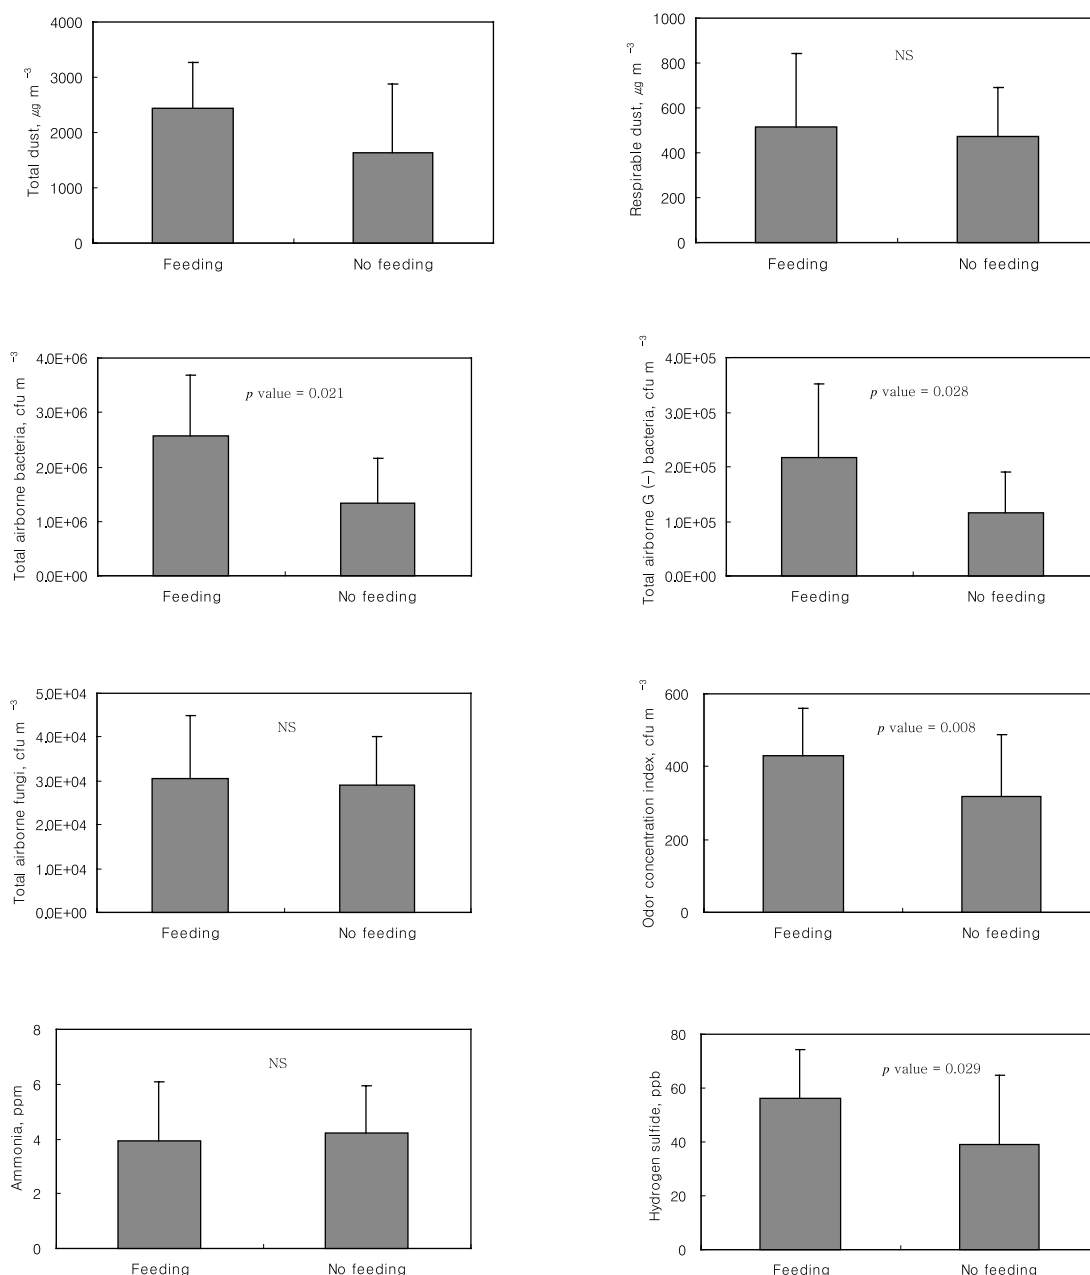 Total dust, μg m⁻³
4000
3000
2000
1000
0
Feeding No feeding
Respirable dust, μg m⁻³
1000
800
600
400
200
0
NS
Feeding No feeding
Total airborne bacteria, cfu m⁻³
4.0E+06
3.0E+06
2.0E+06
1.0E+06
0.0E+00
p value = 0.021
Feeding No feeding
Total airborne G (−) bacteria, cfu m⁻³
4.0E+05
3.0E+05
2.0E+05
1.0E+05
0.0E+00
p value = 0.028
Feeding No feeding
Total airborne fungi, cfu m⁻³
5.0E+04
4.0E+04
3.0E+04
2.0E+04
1.0E+04
0.0E+00
NS
Feeding No feeding
Odor concentration index, cfu m⁻³
600
400
200
0
p value = 0.008
Feeding No feeding
Ammonia, ppm
8
6
4
2
0
NS
Feeding No feeding
Hydrogen sulfide, ppb
80
60
40
20
0
p value = 0.029
Feeding No feeding